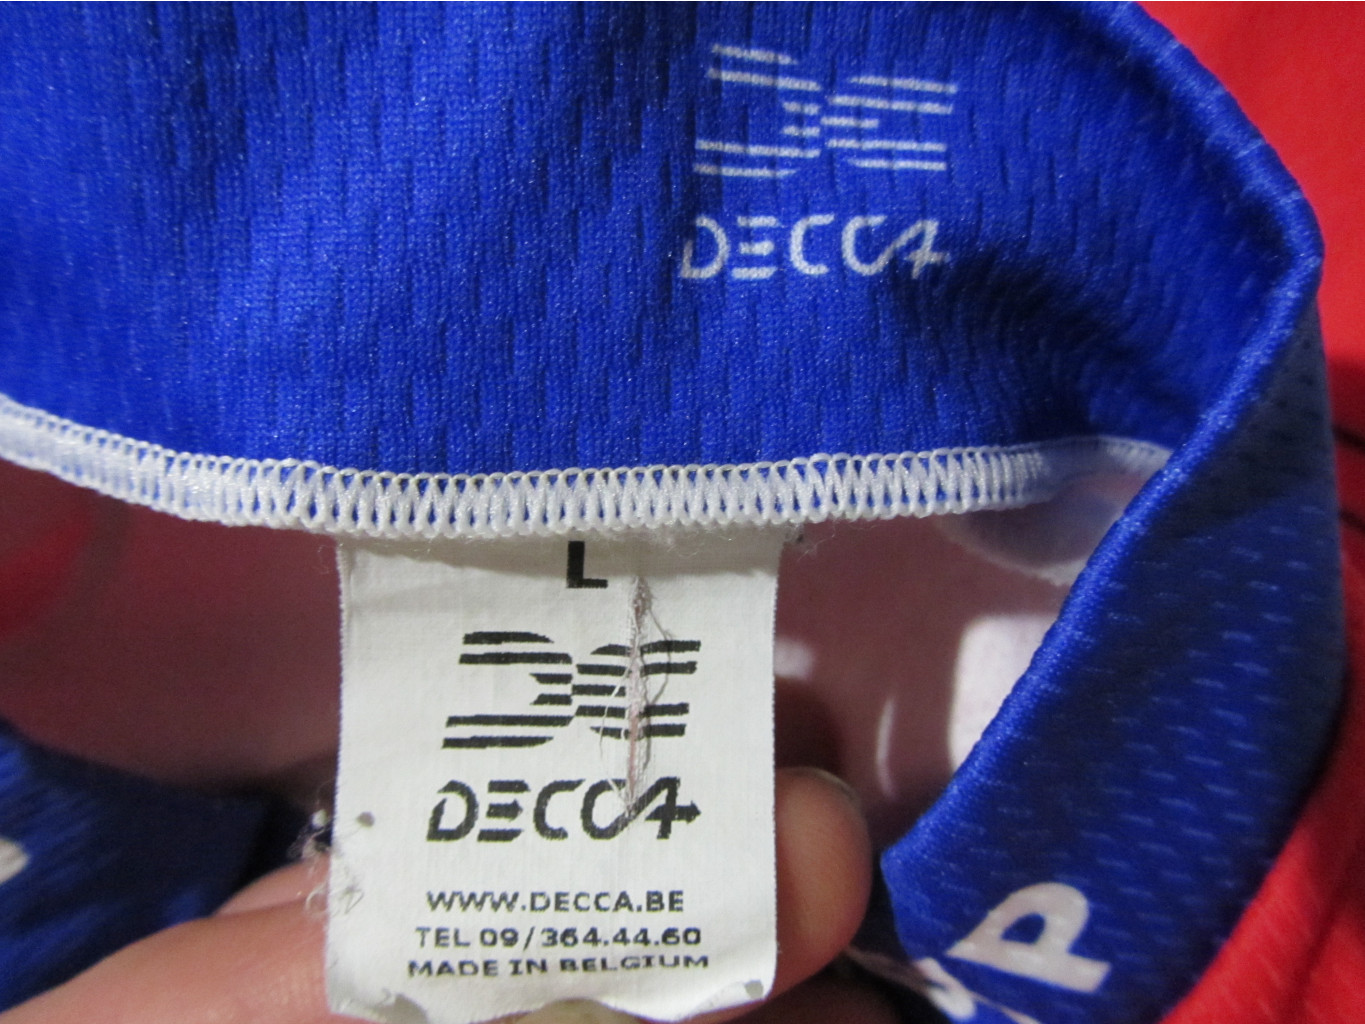 DECCA
L
DECCA
WWW.DECCA.BE
TEL 09/364.44.60
MADE IN BELGIUM